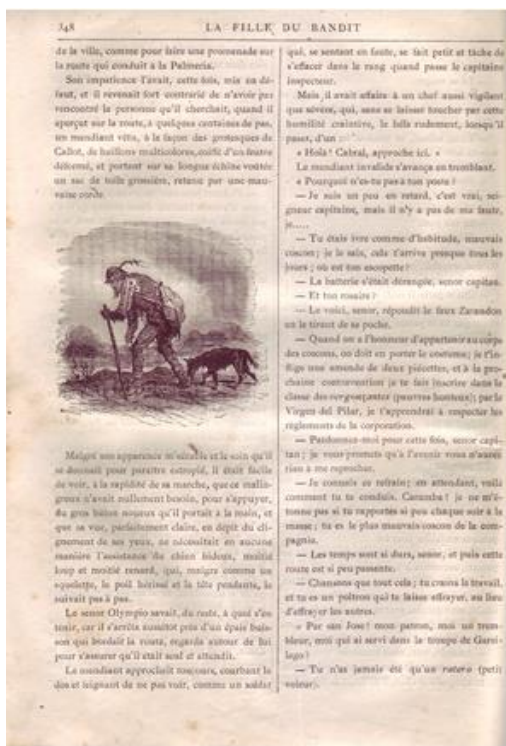 348
LA FILLE DU BANDIT
de la ville, comme pour faire une promenade sur
la route qui conduit à la Palmeria.
Son impatience l'avait, cette fois, mis en dé-
faut, et il revenait fort contrarié de n'avoir pas
rencontré la personne qu'il cherchait, quand il
aperçut sur la route, à quelques centaines de pas,
un mendiant vêtu, à la façon des grotesques de
Callot, de haillons multicolores, coiffé d'un feutre
déformé, et portant sur sa longue échine voûtée
un sac de toile grossière, retenu par une mau-
vaise corde.
Malgré son apparence misérable et le soin qu'il
se donnait pour paraître estropié, il était facile
de voir, à la rapidité de sa marche, que ce malin-
greux n'avait nullement besoin, pour s'appuyer,
du gros bâton noueux qu'il portait à la main, et
que sa vue, parfaitement claire, en dépit du cli-
gnement de ses yeux, ne nécessitait en aucune
manière l'assistance du chien hideux, moitié
loup et moitié renard, qui, maigre comme un
squelette, le poil hérissé et la tête pendante, le
suivait pas à pas.
Le senor Olympio savait, du reste, à quoi s'en
tenir, car il s'arrêta aussitôt près d'un épais buis-
son qui bordait la route, regarda autour de lui
pour s'assurer qu'il était seul et attendit.
Le mendiant approchait toujours, courbant le
dos et feignant de ne pas voir, comme un soldat
qui, se sentant en faute, se fait petit et tâche de
s'effacer dans le rang quand passe le capitaine
inspecteur.
Mais il avait affaire à un chef aussi vigilant
que sévère, qui, sans se laisser toucher par cette
humilité craintive, le héla rudement, lorsqu'il
passa, d'un :
« Holà ! Cabral, approche ici. »
Le mendiant invalide s'avança en tremblant.
« Pourquoi n'es-tu pas à ton poste ?
— Je suis un peu en retard, c'est vrai, sei-
gneur capitaine, mais il n'y a pas de ma faute,
je.....
— Tu étais ivre comme d'habitude, mauvais
coscon ; je le sais, cela t'arrive presque tous les
jours ; où est ton escopette ?
— La batterie s'était dérangée, senor capitan.
— Et ton rosaire ?
— Le voici, senor, répondit le faux Zarandon
en le tirant de sa poche.
— Quand on a l'honneur d'appartenir au corps
des coscons, on doit en porter le costume ; je t'in-
flige une amende de deux piécettes, et à la pro-
chaine contravention je te fais inscrire dans la
classe des vergonzantes (pauvres honteux) ; par la
Virgen del Pilar, je t'apprendrai à respecter les
règlements de la corporation.
— Pardonnez-moi pour cette fois, senor capi-
tan ; je vous promets qu'à l'avenir vous n'aurez
rien à me reprocher.
— Je connais ce refrain ; en attendant, voilà
comment tu te conduis. Caramba ! je ne m'é-
tonne pas si tu rapportes si peu chaque soir à la
masse ; tu es le plus mauvais coscon de la com-
pagnie.
— Les temps sont si durs, senor, et puis cette
route est si peu passante.
— Chansons que tout cela ; tu crains le travail,
et tu es un poltron qui te laisses effrayer, au lieu
d'effrayer les autres.
« Par san Jose ! mon patron, moi un trem-
bleur, moi qui ai servi dans la troupe de Garni-
lago !
— Tu n'as jamais été qu'un ratero (petit
voleur).